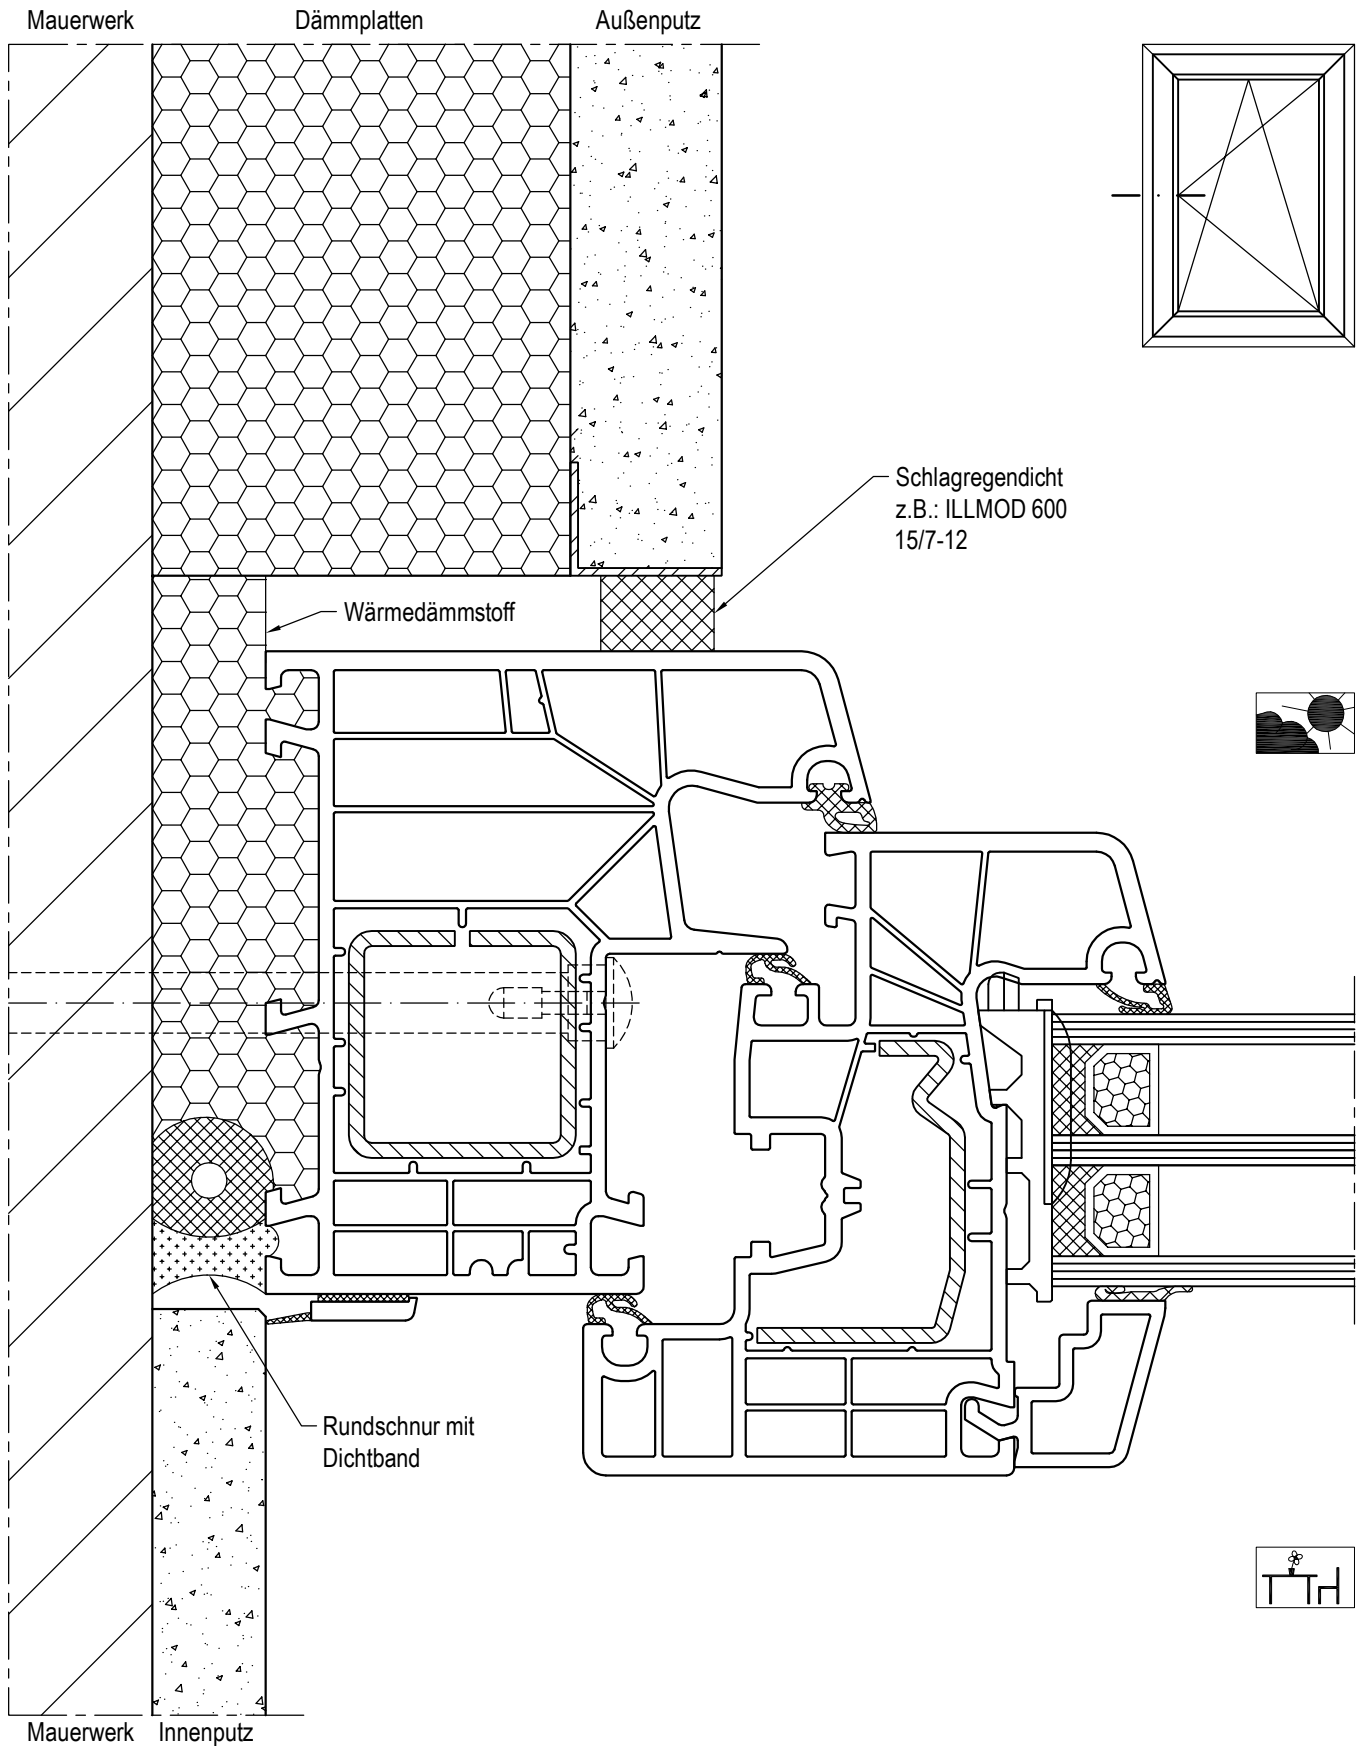 Mauerwerk
Dämmplatten
Außenputz
Schlagregendicht
z.B.: ILLMOD 600
15/7-12
Wärmedämmstoff
Rundschnur mit
Dichtband
Mauerwerk
Innenputz